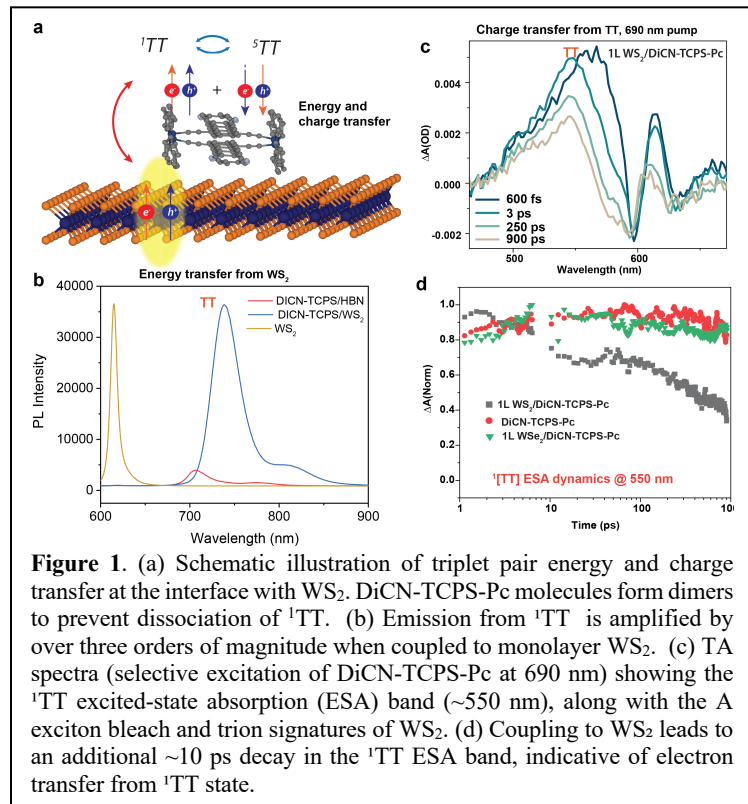 a
¹TT
⁵TT
e⁻
h⁺
+
e⁻
h⁺
Energy and
charge transfer
e⁻
h⁺
b
Energy transfer from WS₂
TT
DICN-TCPS/HBN
DICN-TCPS/WS₂
WS₂
40000
30000
20000
10000
0
PL Intensity
600
700
800
900
Wavelength (nm)
c
Charge transfer from TT, 690 nm pump
TT
1L WS₂/DiCN-TCPS-Pc
0.004
0.002
0.000
-0.002
ΔA(OD)
600 fs
3 ps
250 ps
900 ps
500
600
Wavelength (nm)
d
1.0
0.8
0.6
0.4
0.2
0.0
ΔA(Norm)
1L WS₂/DiCN-TCPS-Pc
DiCN-TCPS-Pc
1L WSe₂/DiCN-TCPS-Pc
¹[TT] ESA dynamics @ 550 nm
1
10
100
Time (ps)
Figure 1. (a) Schematic illustration of triplet pair energy and charge
transfer at the interface with WS₂. DiCN-TCPS-Pc molecules form dimers
to prevent dissociation of ¹TT. (b) Emission from ¹TT is amplified by
over three orders of magnitude when coupled to monolayer WS₂. (c) TA
spectra (selective excitation of DiCN-TCPS-Pc at 690 nm) showing the
¹TT excited-state absorption (ESA) band (~550 nm), along with the A
exciton bleach and trion signatures of WS₂. (d) Coupling to WS₂ leads to
an additional ~10 ps decay in the ¹TT ESA band, indicative of electron
transfer from ¹TT state.